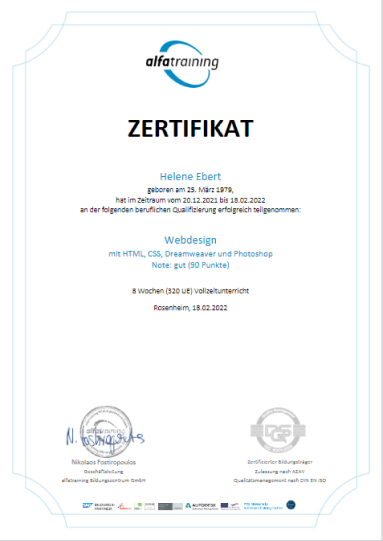 alfatraining
ZERTIFIKAT
Helene Ebert
geboren am 25. März 1979,
hat im Zeitraum vom 20.12.2021 bis 18.02.2022
an der folgenden beruflichen Qualifizierung erfolgreich teilgenommen:
Webdesign
mit HTML, CSS, Dreamweaver und Photoshop
Note: gut (90 Punkte)
8 Wochen (320 UE) Vollzeitunterricht
Rosenheim, 18.02.2022
alfatraining
Nikolaos Fostiropoulos
Geschäftsleitung
alfatraining Bildungszentrum GmbH
Zertifizierter Bildungsträger
Zulassung nach AZAV
Qualitätsmanagement nach DIN EN ISO
SAP
AUTODESK